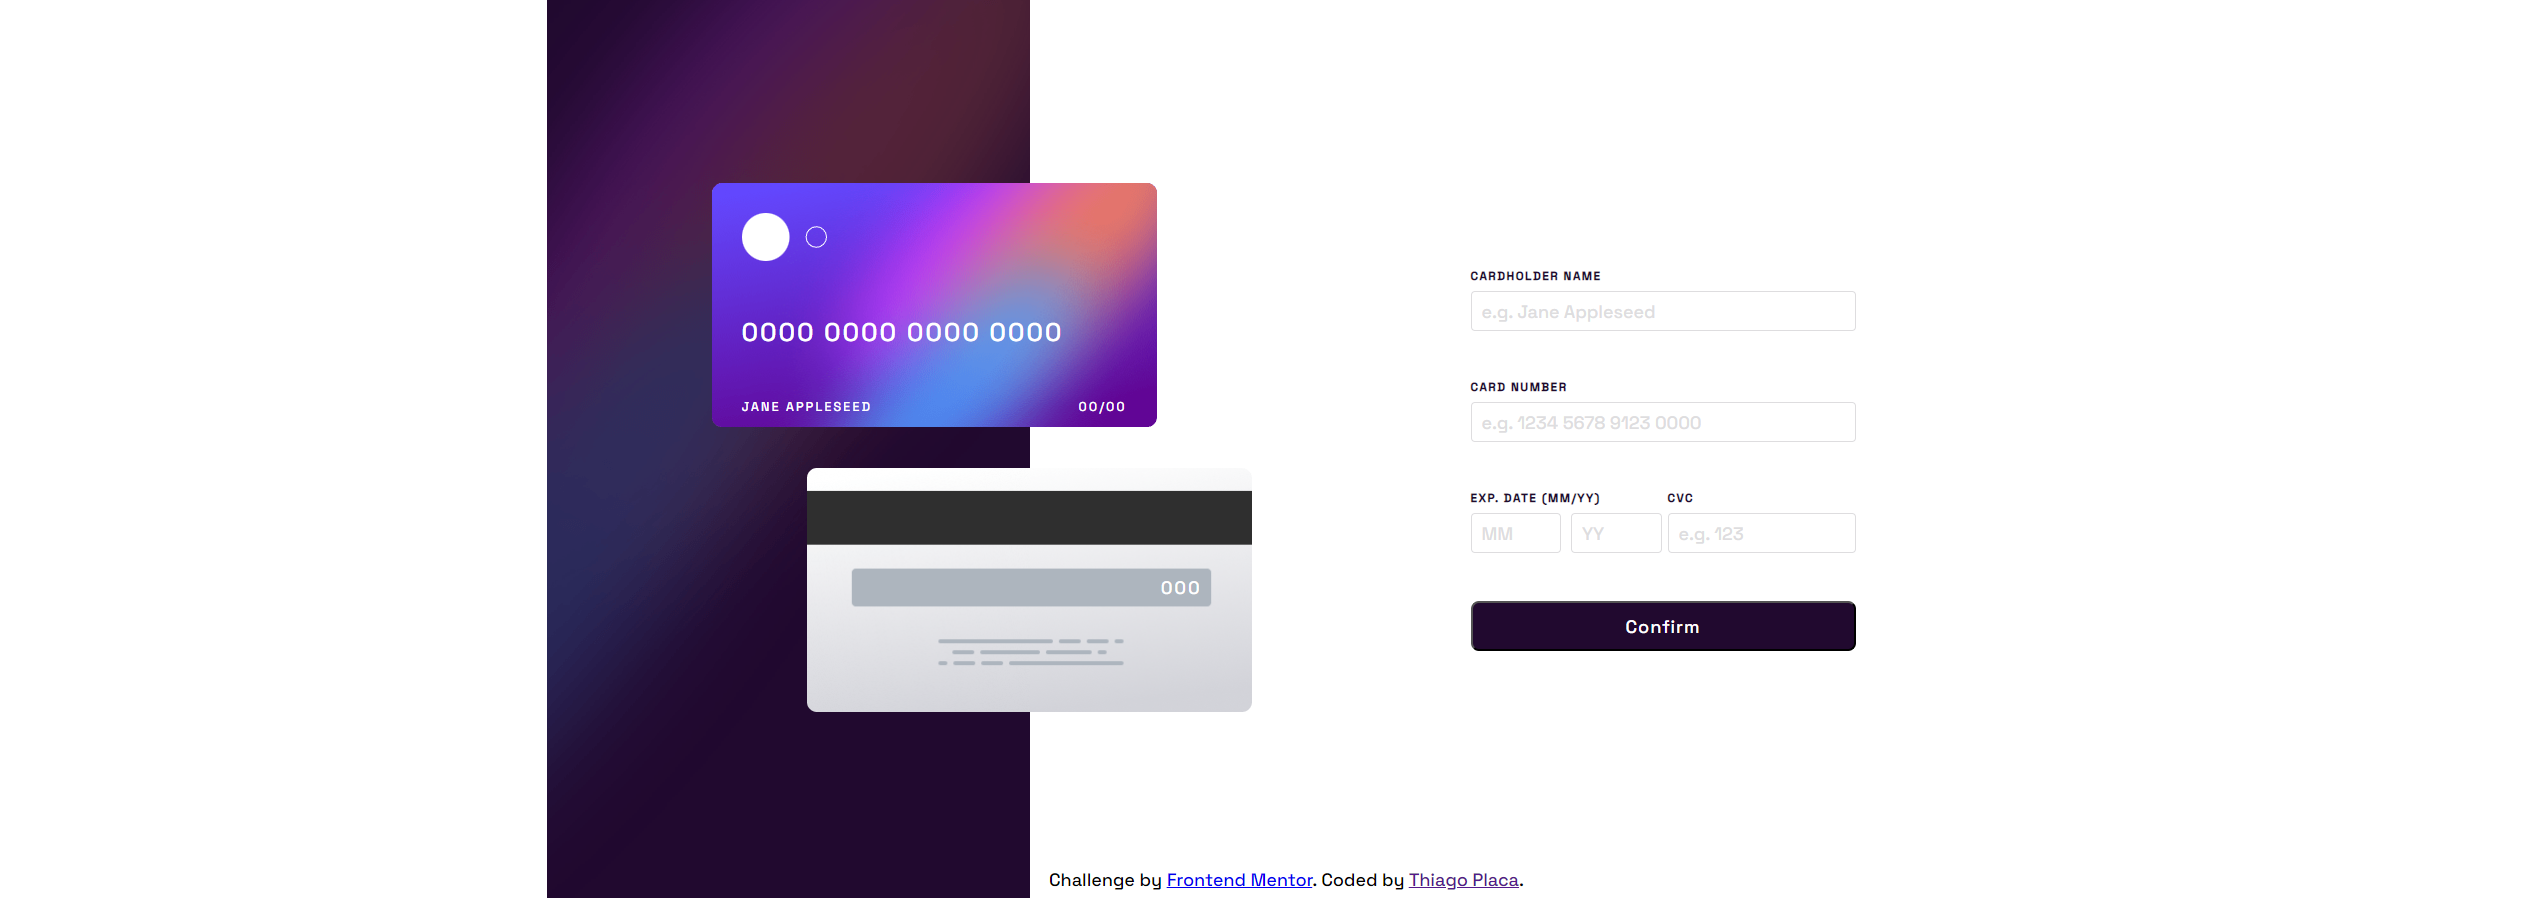 0000 0000 0000 0000
JANE APPLESEED 00/00
000
CARDHOLDER NAME
e.g. Jane Appleseed
CARD NUMBER
e.g. 1234 5678 9123 0000
EXP. DATE (MM/YY) CVC
MM YY e.g. 123
Confirm
Challenge by Frontend Mentor. Coded by Thiago Placa.